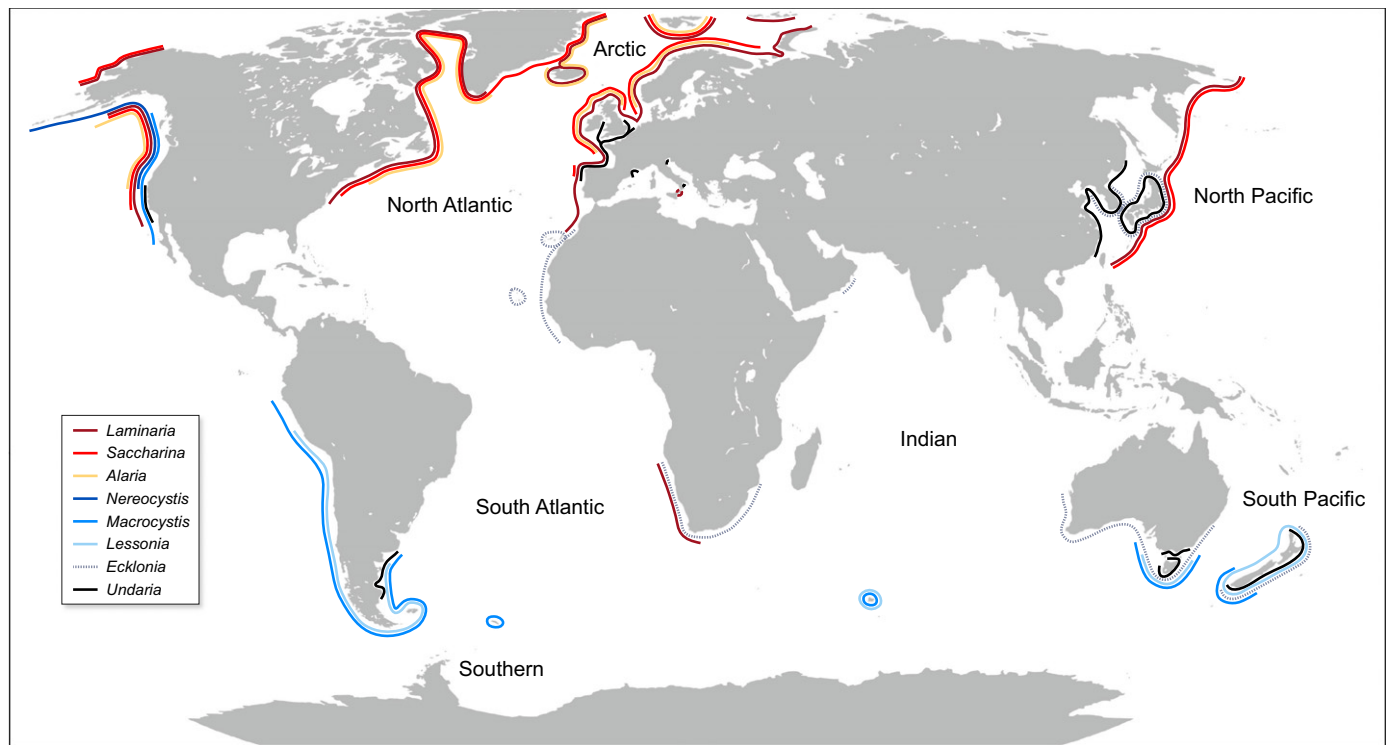 Arctic
North Atlantic
North Pacific
Laminaria
Saccharina
Alaria
Nereocystis
Macrocystis
Lessonia
Ecklonia
Undaria
Indian
South Atlantic
South Pacific
Southern